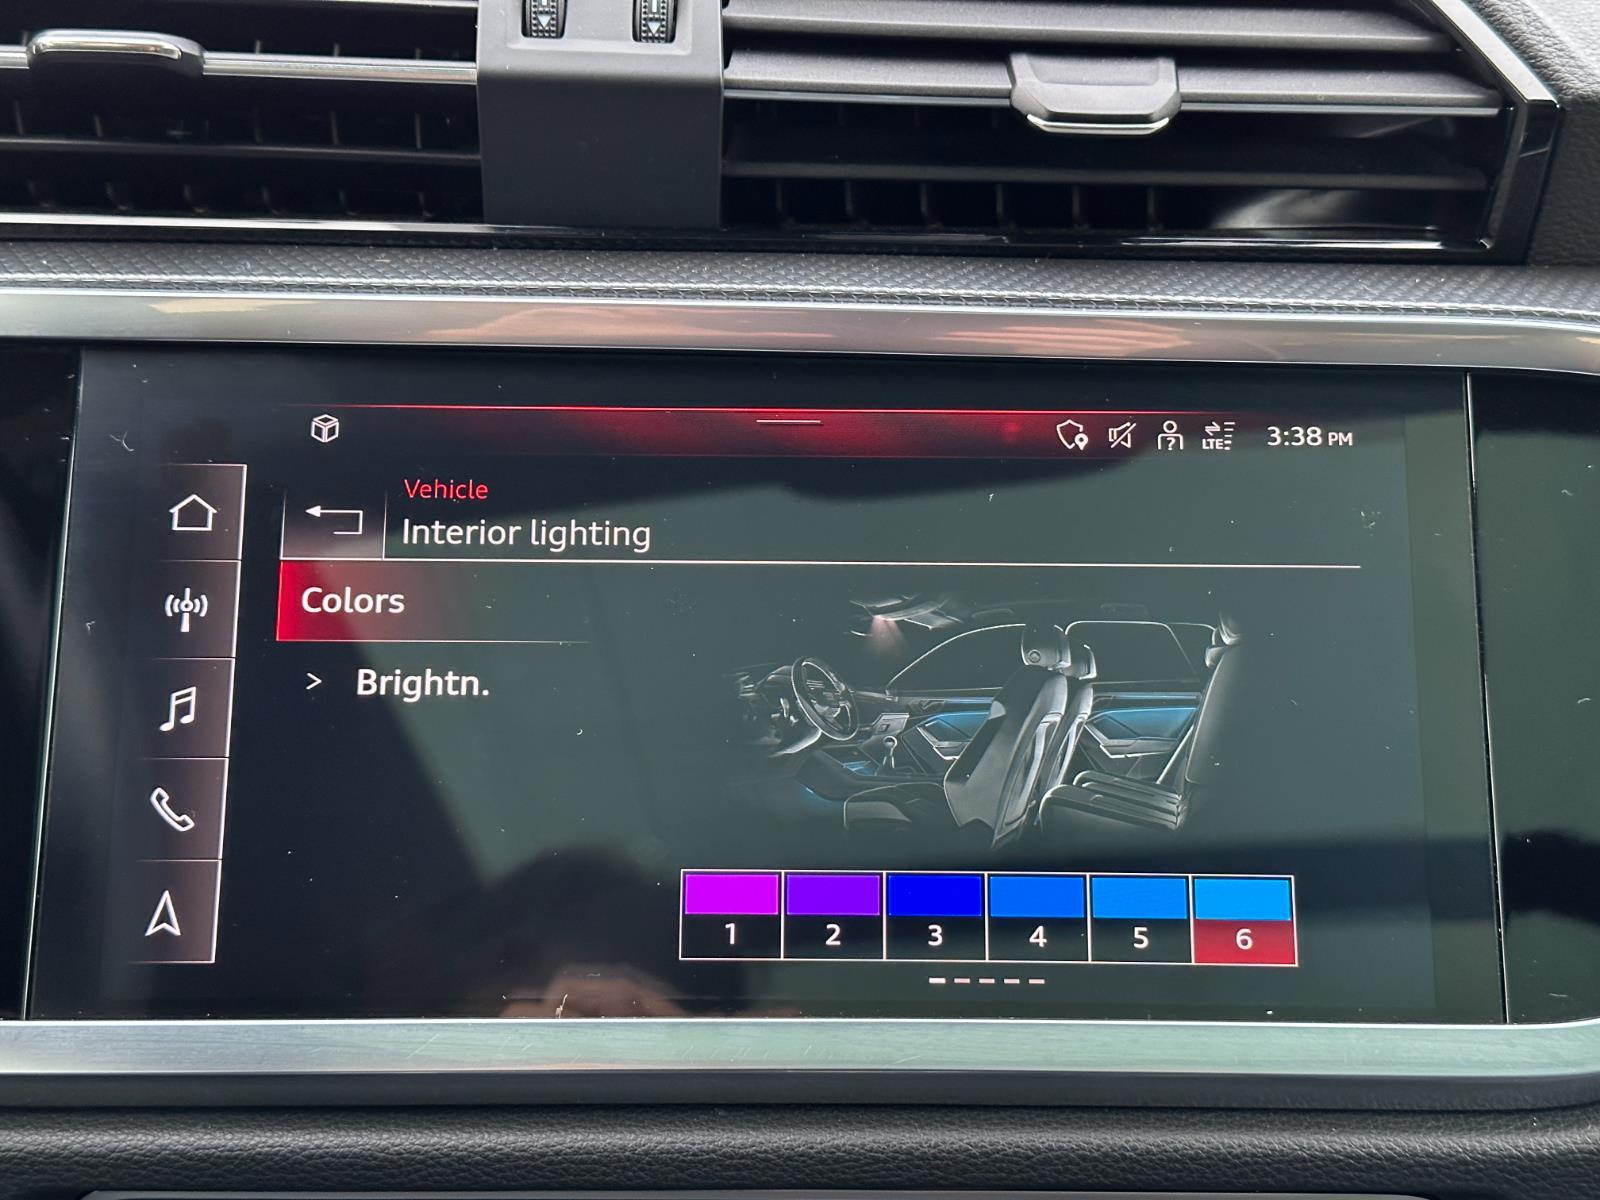 LTE
3:38 PM
Vehicle
Interior lighting
Colors
> Brightn.
1 2 3 4 5 6